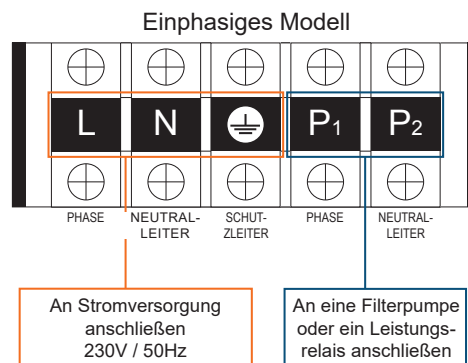 Einphasiges Modell
L N P1 P2
PHASE NEUTRAL- SCHUT- PHASE NEUTRAL-
LEITER ZLEITER LEITER
An Stromversorgung
anschließen
230V / 50Hz
An eine Filterpumpe
oder ein Leistungs-
relais anschließen